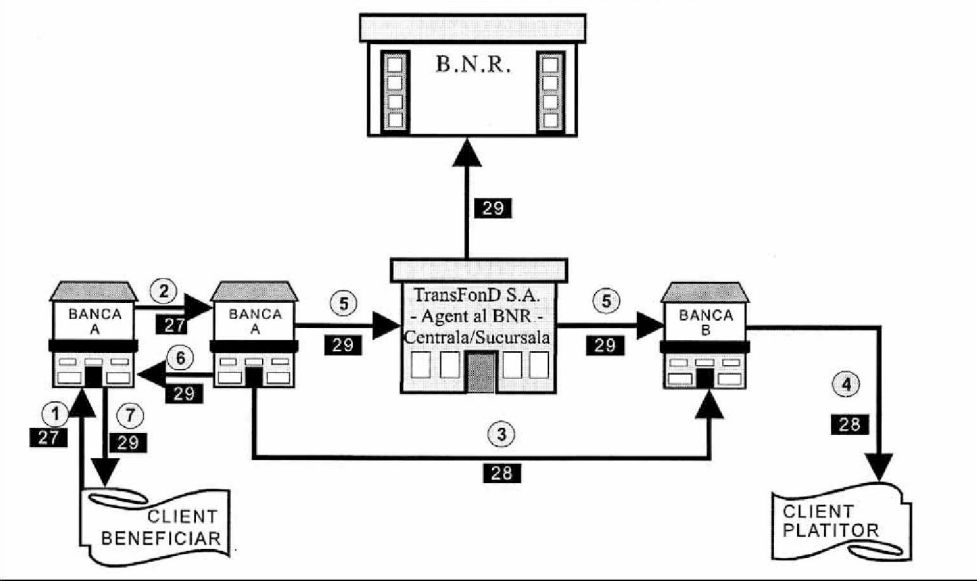 B.N.R.
29
TransFonD S.A.
- Agent al BNR -
Centrala/Sucursala
2
27
5
29
5
29
BANCA
A
BANCA
A
BANCA
B
6
29
4
28
1
27
7
29
3
28
CLIENT
BENEFICIAR
CLIENT
PLATITOR